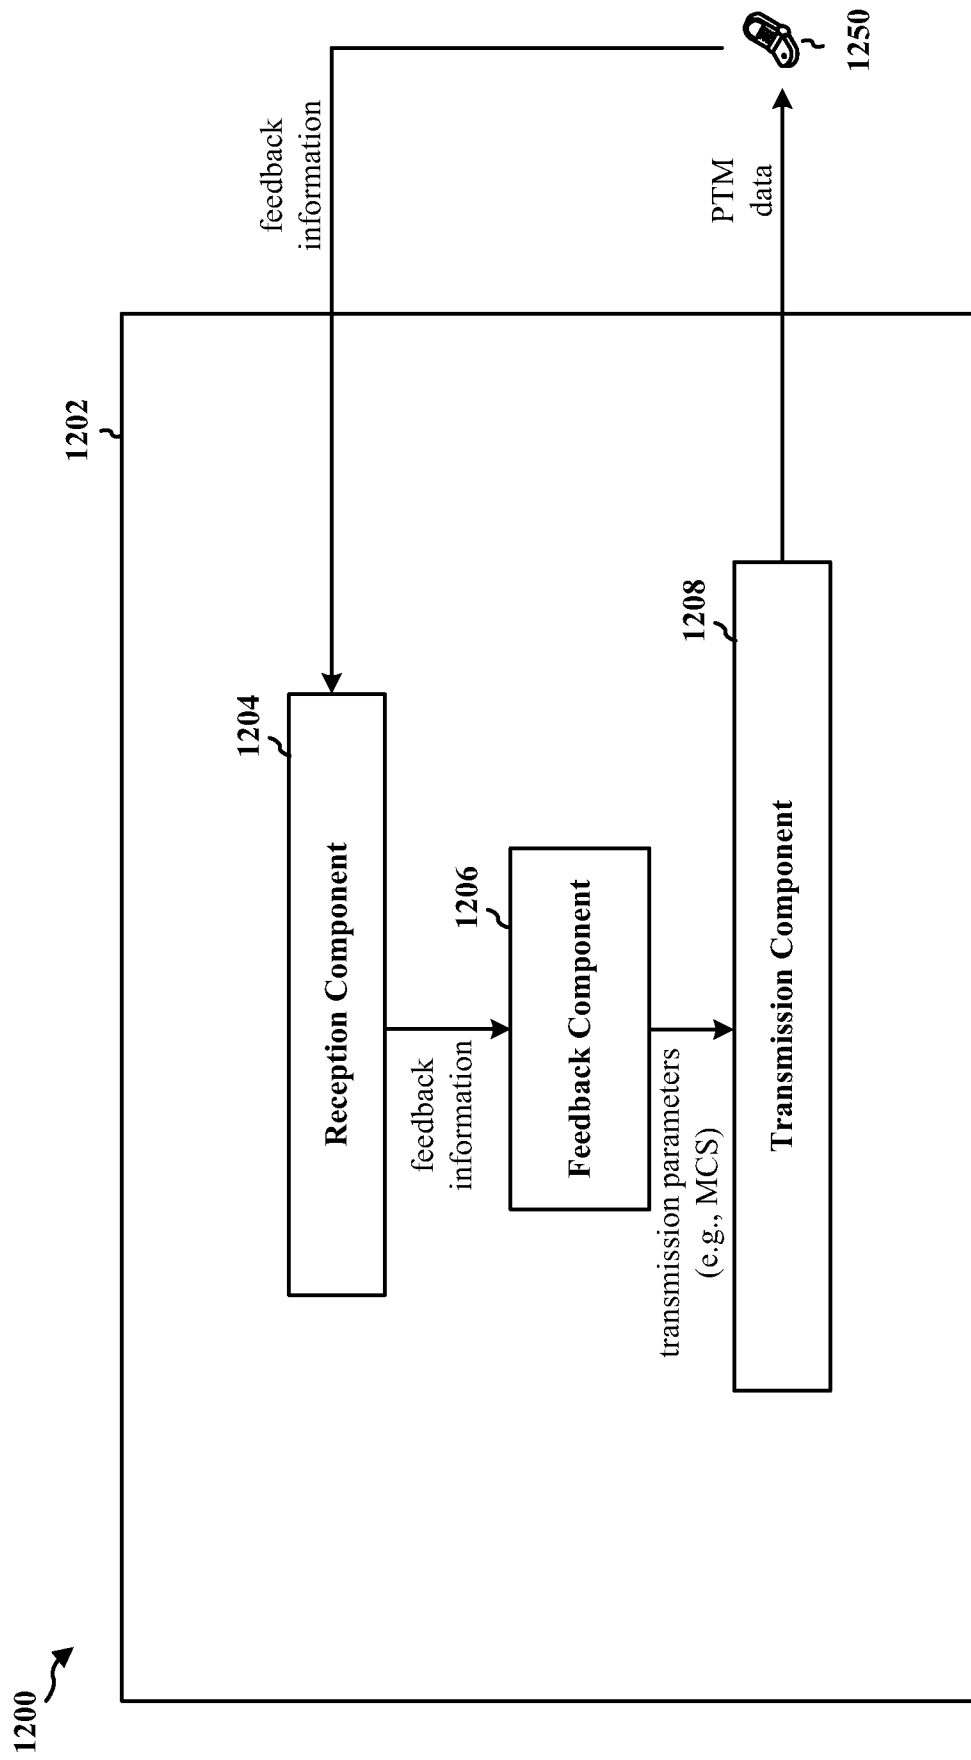 1200
1202
feedback
information
1204
Reception Component
feedback
information
1206
Feedback Component
transmission parameters
(e.g., MCS)
1208
Transmission Component
PTM
data
1250